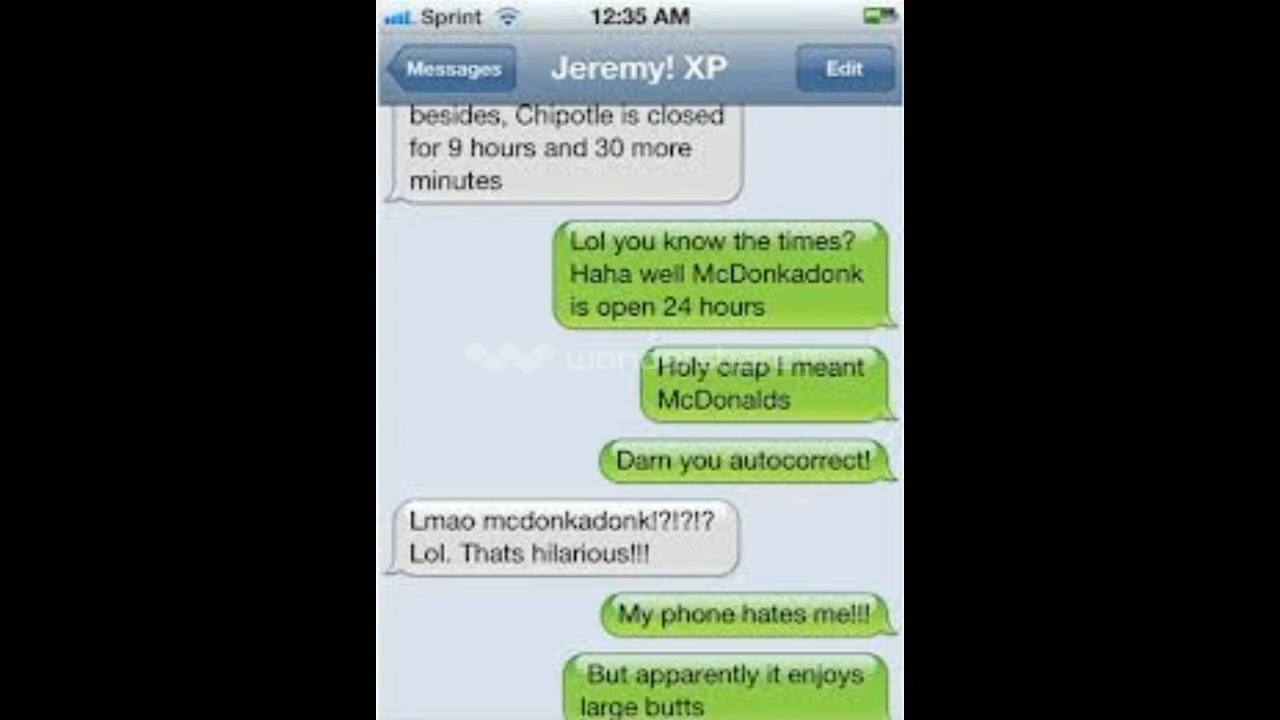 Sprint 12:35 AM
Messages Jeremy! XP Edit
besides, Chipotle is closed
for 9 hours and 30 more
minutes
Lol you know the times?
Haha well McDonkadonk
is open 24 hours
Holy crap I meant
McDonalds
Darn you autocorrect!
Lmao mcdonkadonk!?!?!?
Lol. Thats hilarious!!!
My phone hates me!!!
But apparently it enjoys
large butts